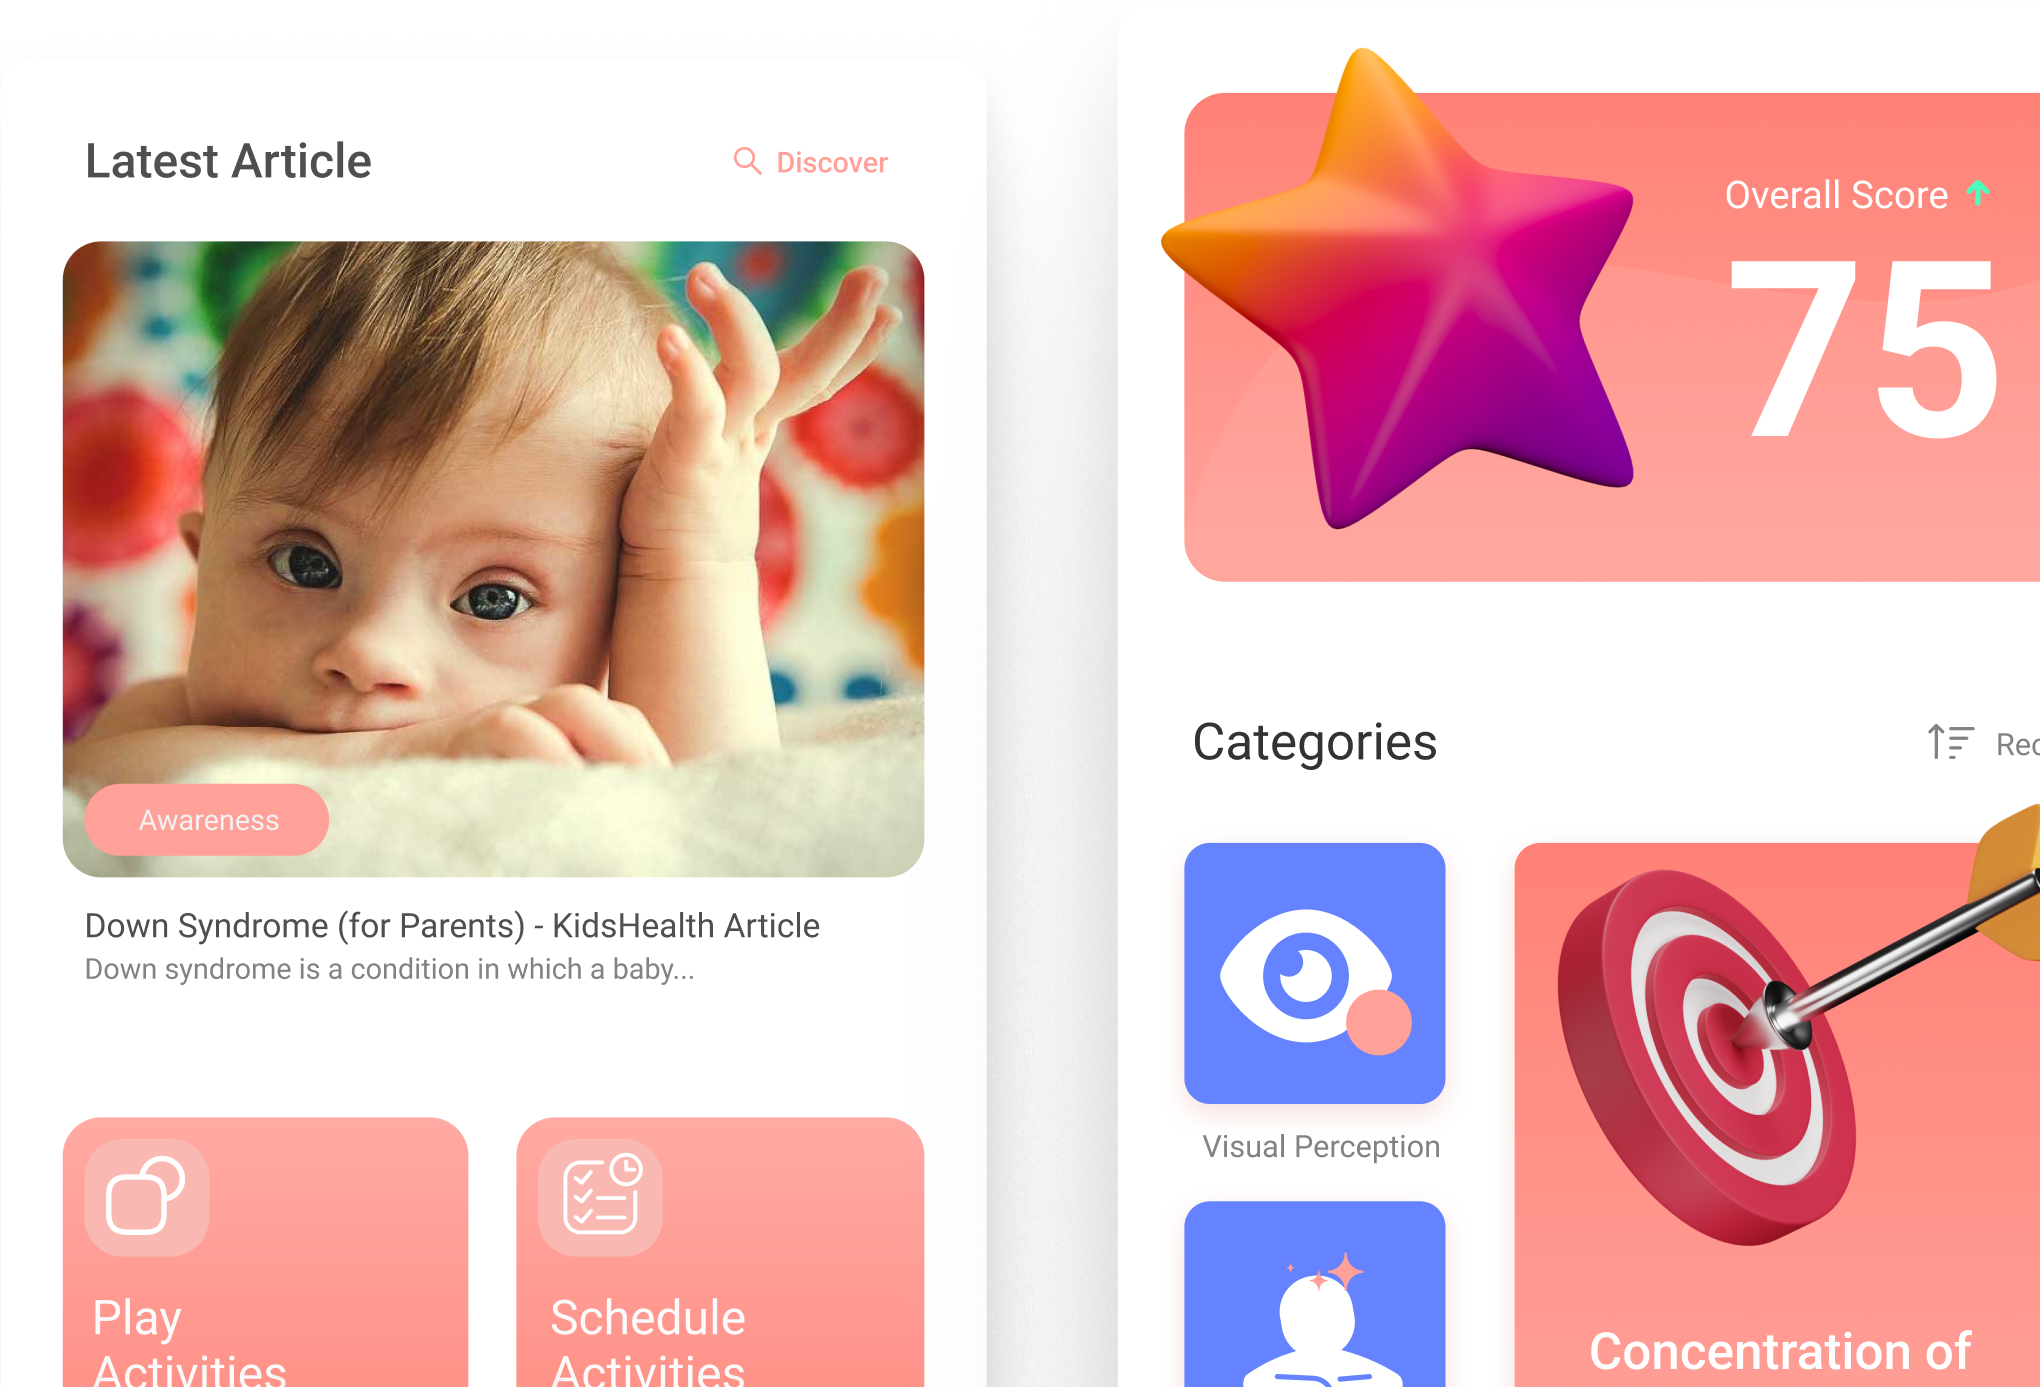 Latest Article
Discover
Awareness
Down Syndrome (for Parents) - KidsHealth Article
Down syndrome is a condition in which a baby...
Play
Activities
Schedule
Activities
Overall Score
75
Categories
Visual Perception
Concentration of